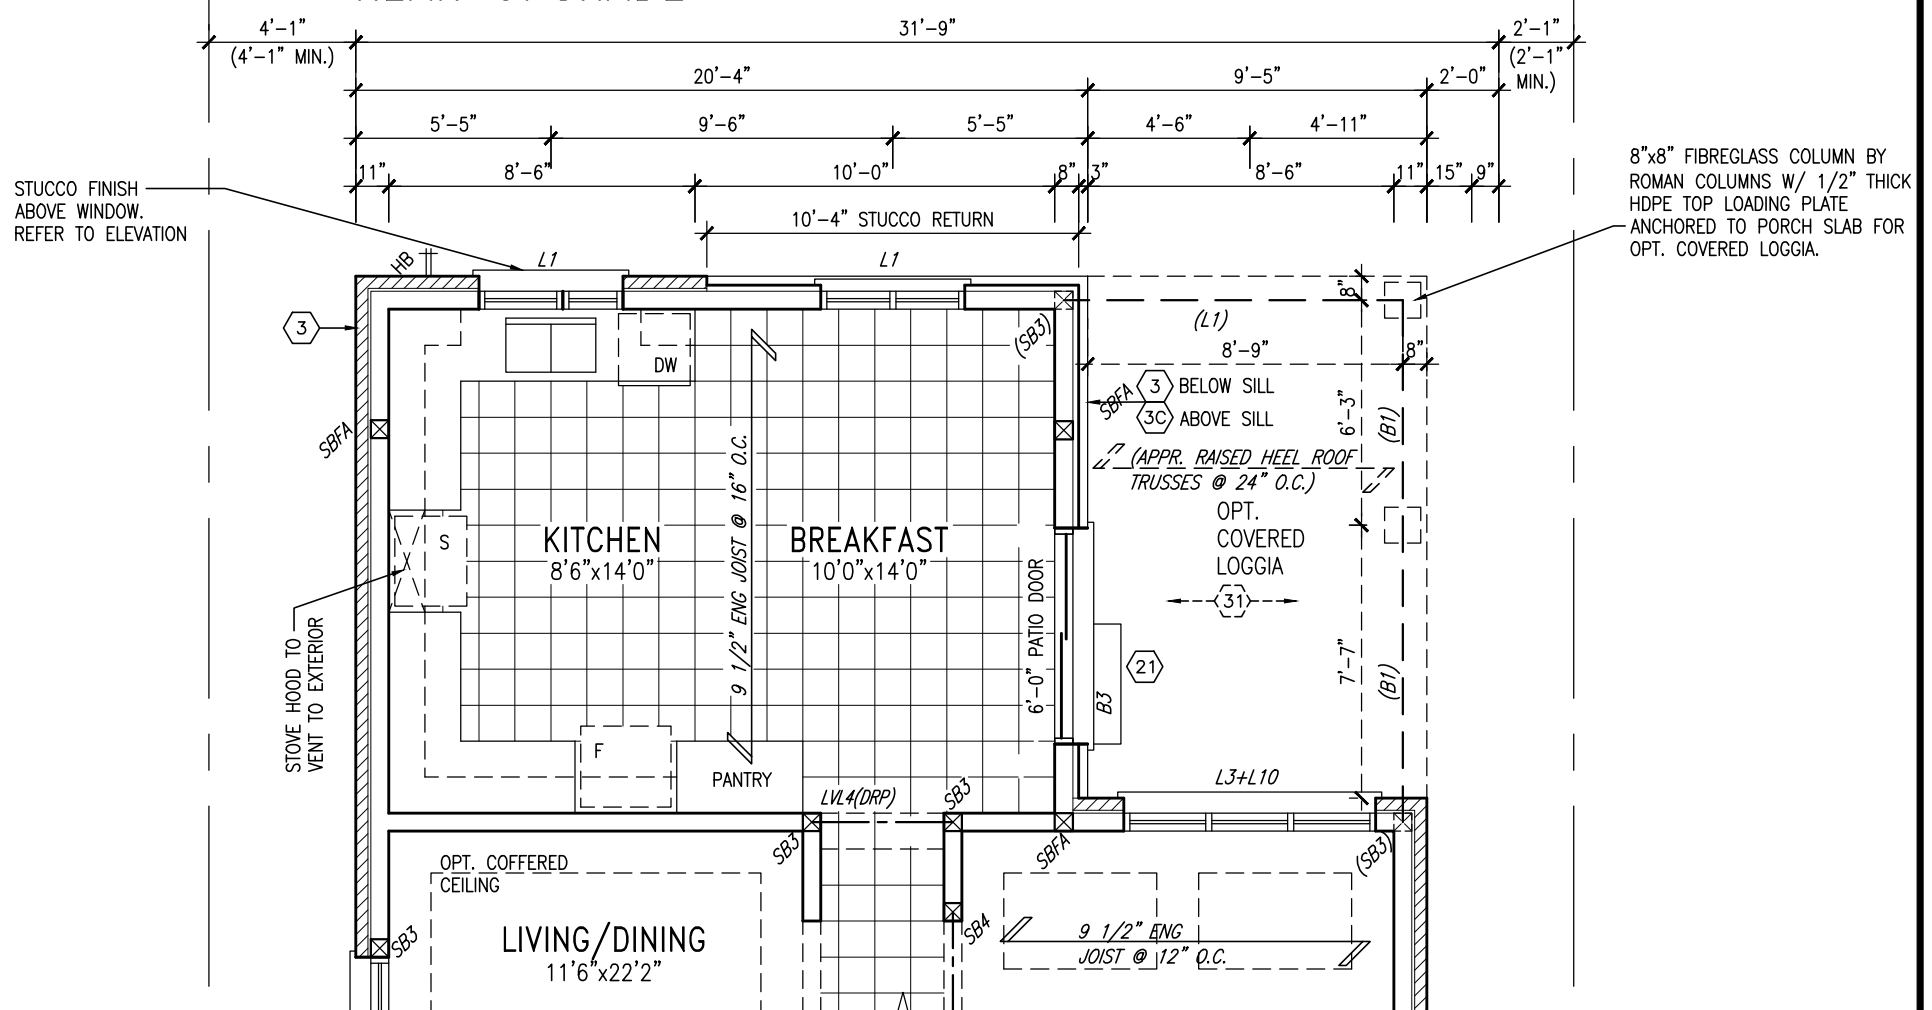 4'-1"
(4'-1" MIN.)
31'-9"
2'-1"
(2'-1"
MIN.)
20'-4"
9'-5"
2'-0"
5'-5"
9'-6"
5'-5"
4'-6"
4'-11"
11"
8'-6"
10'-0"
8"
3"
8'-6"
11"
15"
9"
10'-4" STUCCO RETURN
STUCCO FINISH
ABOVE WINDOW.
REFER TO ELEVATION
8"x8" FIBREGLASS COLUMN BY
ROMAN COLUMNS W/ 1/2" THICK
HDPE TOP LOADING PLATE
ANCHORED TO PORCH SLAB FOR
OPT. COVERED LOGGIA.
HB
L1
L1
8"
3
(L1)
(SB3)
8'-9"
8"
DW
SBFA
3 BELOW SILL
3C ABOVE SILL
6'-3"
(B1)
SBFA
(APPR. RAISED HEEL ROOF
TRUSSES @ 24" O.C.)
9 1/2" ENG JOIST @ 16" O.C.
OPT.
COVERED
LOGGIA
31
S
KITCHEN
8'6"x14'0"
BREAKFAST
10'0"x14'0"
6'-0" PATIO DOOR
STOVE HOOD TO
VENT TO EXTERIOR
21
B3
7'-7"
(B1)
F
PANTRY
LVL4(DRP)
SB3
L3+L10
SB3
SBFA
(SB3)
OPT. COFFERED
CEILING
LIVING/DINING
11'6"x22'2"
SB3
SB4
9 1/2" ENG
JOIST @ 12" O.C.